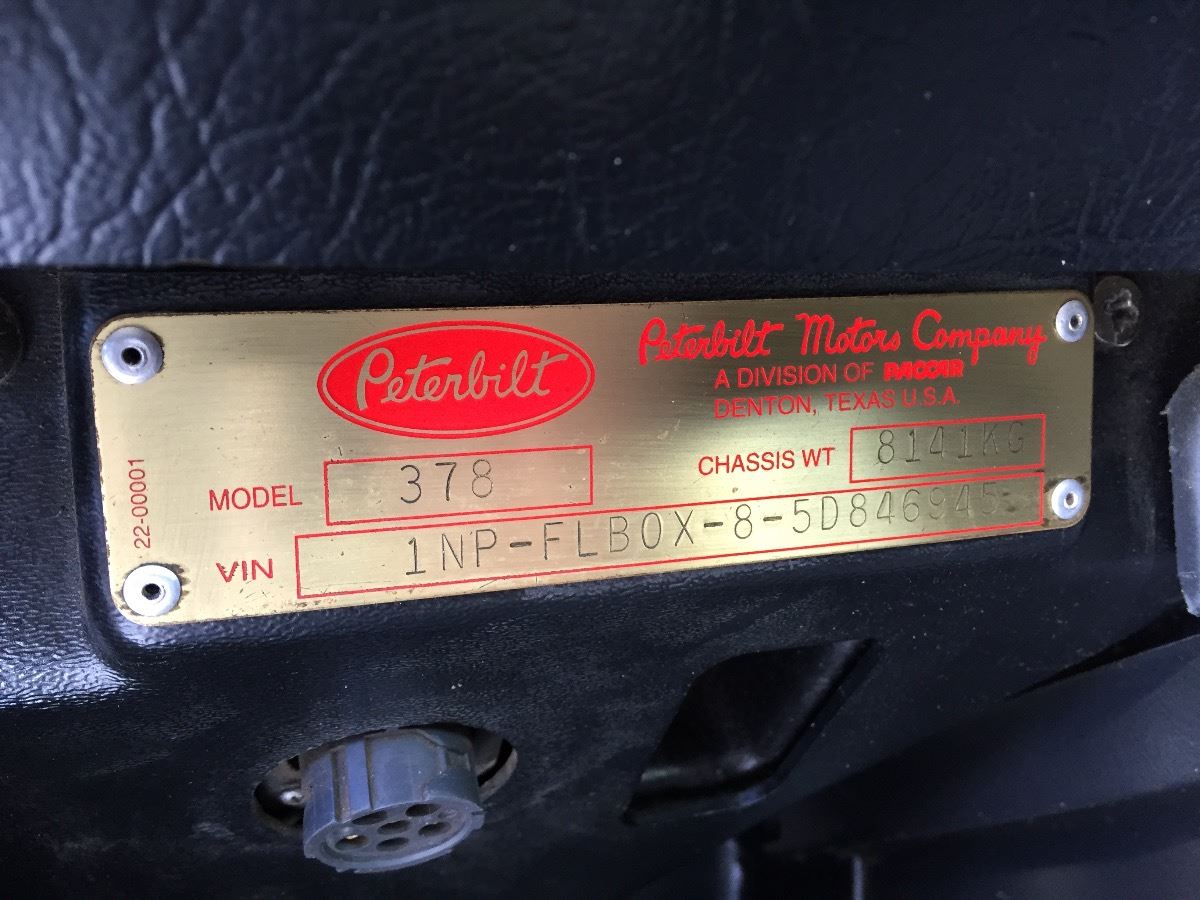 Peterbilt
Peterbilt Motors Company
A DIVISION OF PACCAR
DENTON, TEXAS U.S.A.
MODEL 378
CHASSIS WT 8141KG
VIN 1NP-FLB0X-8-5D846945
22-00001